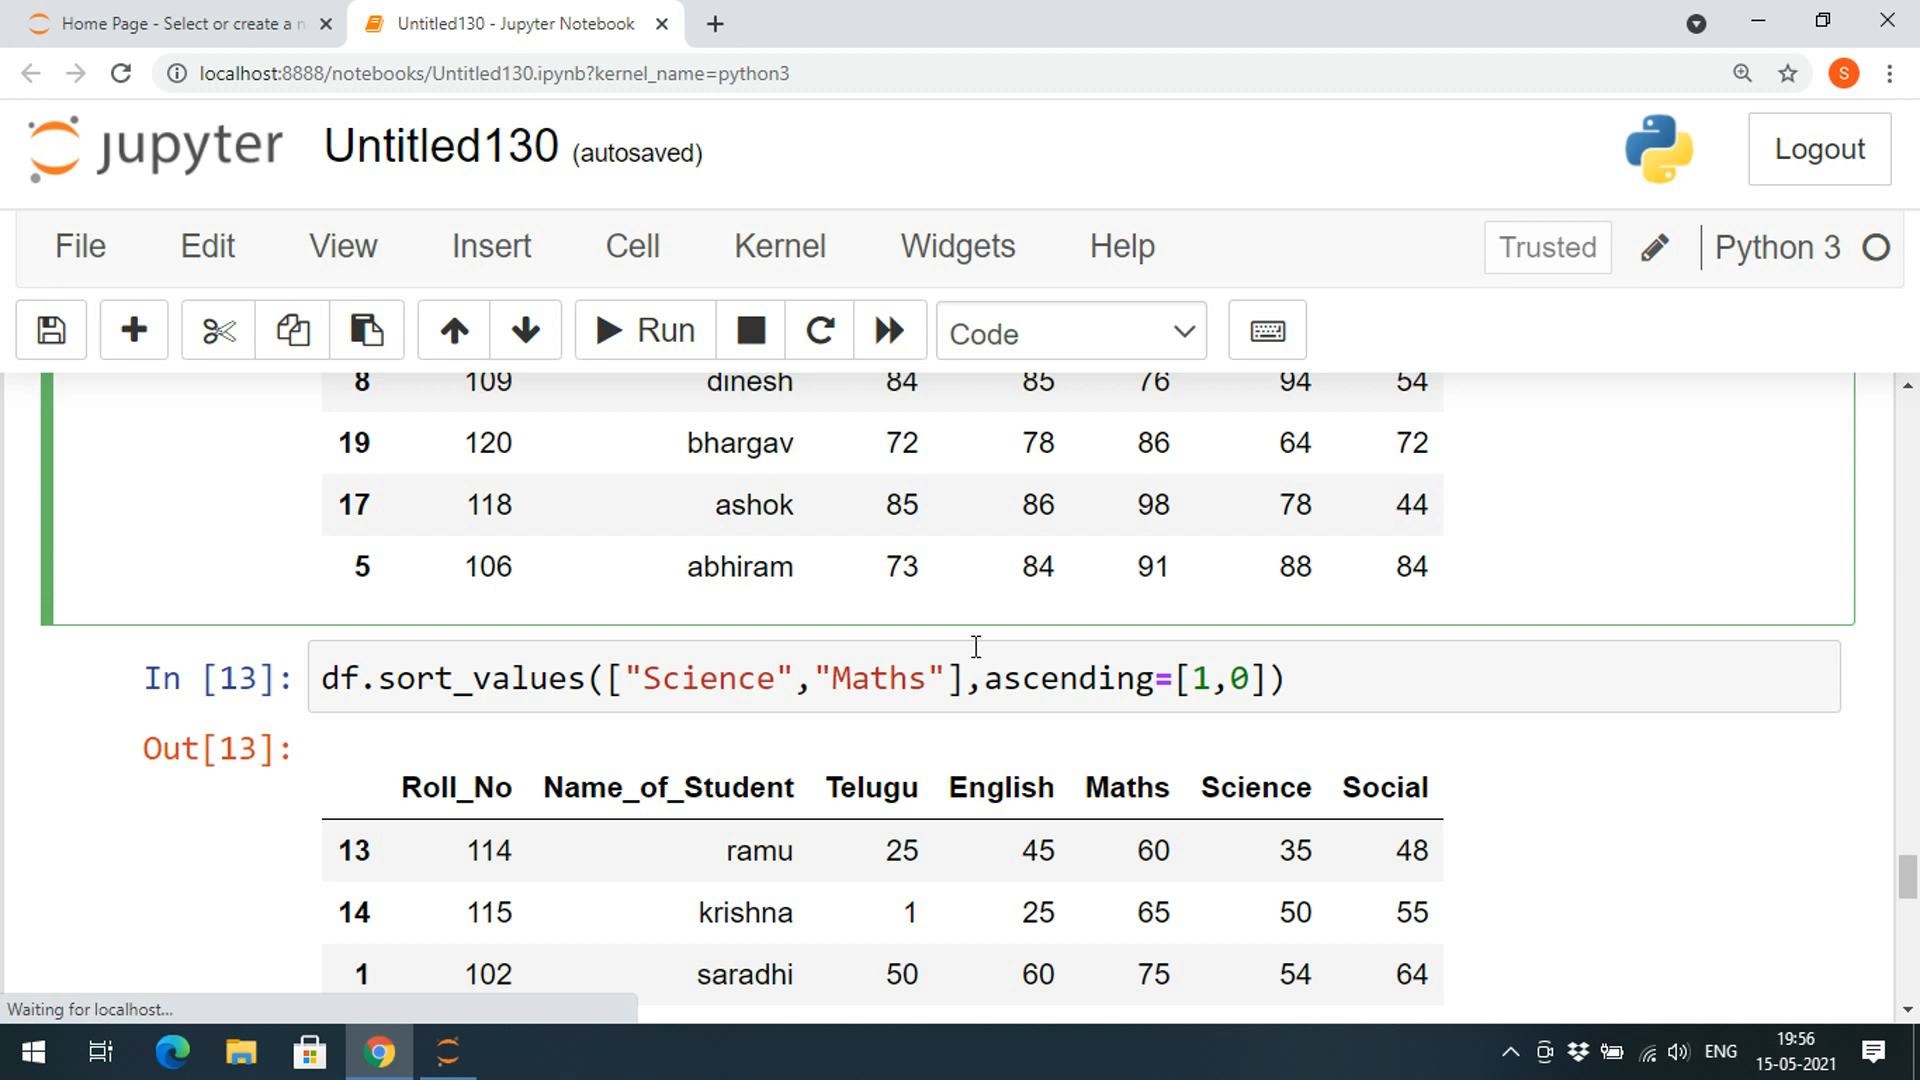 Home Page - Select or create a n
Untitled130 - Jupyter Notebook
localhost:8888/notebooks/Untitled130.ipynb?kernel_name=python3
S
jupyter Untitled130 (autosaved)
Logout
File Edit View Insert Cell Kernel Widgets Help
Trusted
Python 3
Run
Code
8 109 dinesh 84 85 76 94 54
19 120 bhargav 72 78 86 64 72
17 118 ashok 85 86 98 78 44
5 106 abhiram 73 84 91 88 84
In [13]: df.sort_values(["Science","Maths"],ascending=[1,0])
Out[13]:
Roll_No Name_of_Student Telugu English Maths Science Social
13 114 ramu 25 45 60 35 48
14 115 krishna 1 25 65 50 55
1 102 saradhi 50 60 75 54 64
Waiting for localhost...
ENG
19:56
15-05-2021